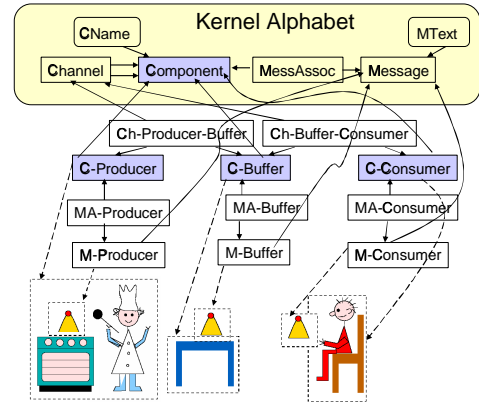 Kernel Alphabet
CName
MText
Channel
Component
MessAssoc
Message
Ch-Producer-Buffer
Ch-Buffer-Consumer
C-Producer
C-Buffer
C-Consumer
MA-Producer
MA-Buffer
MA-Consumer
M-Producer
M-Buffer
M-Consumer